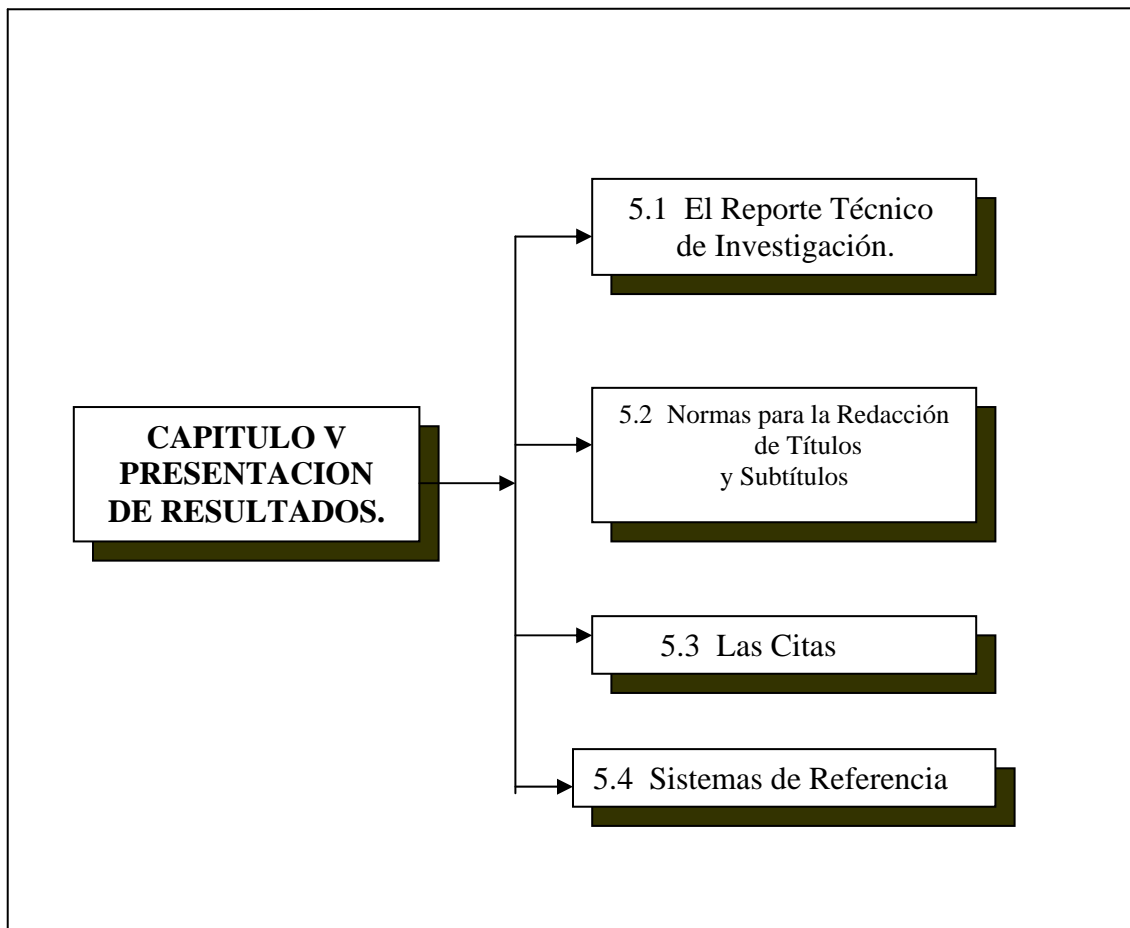 CAPITULO V
PRESENTACION
DE RESULTADOS.
5.1 El Reporte Técnico
de Investigación.
5.2 Normas para la Redacción
de Títulos
y Subtítulos
5.3 Las Citas
5.4 Sistemas de Referencia